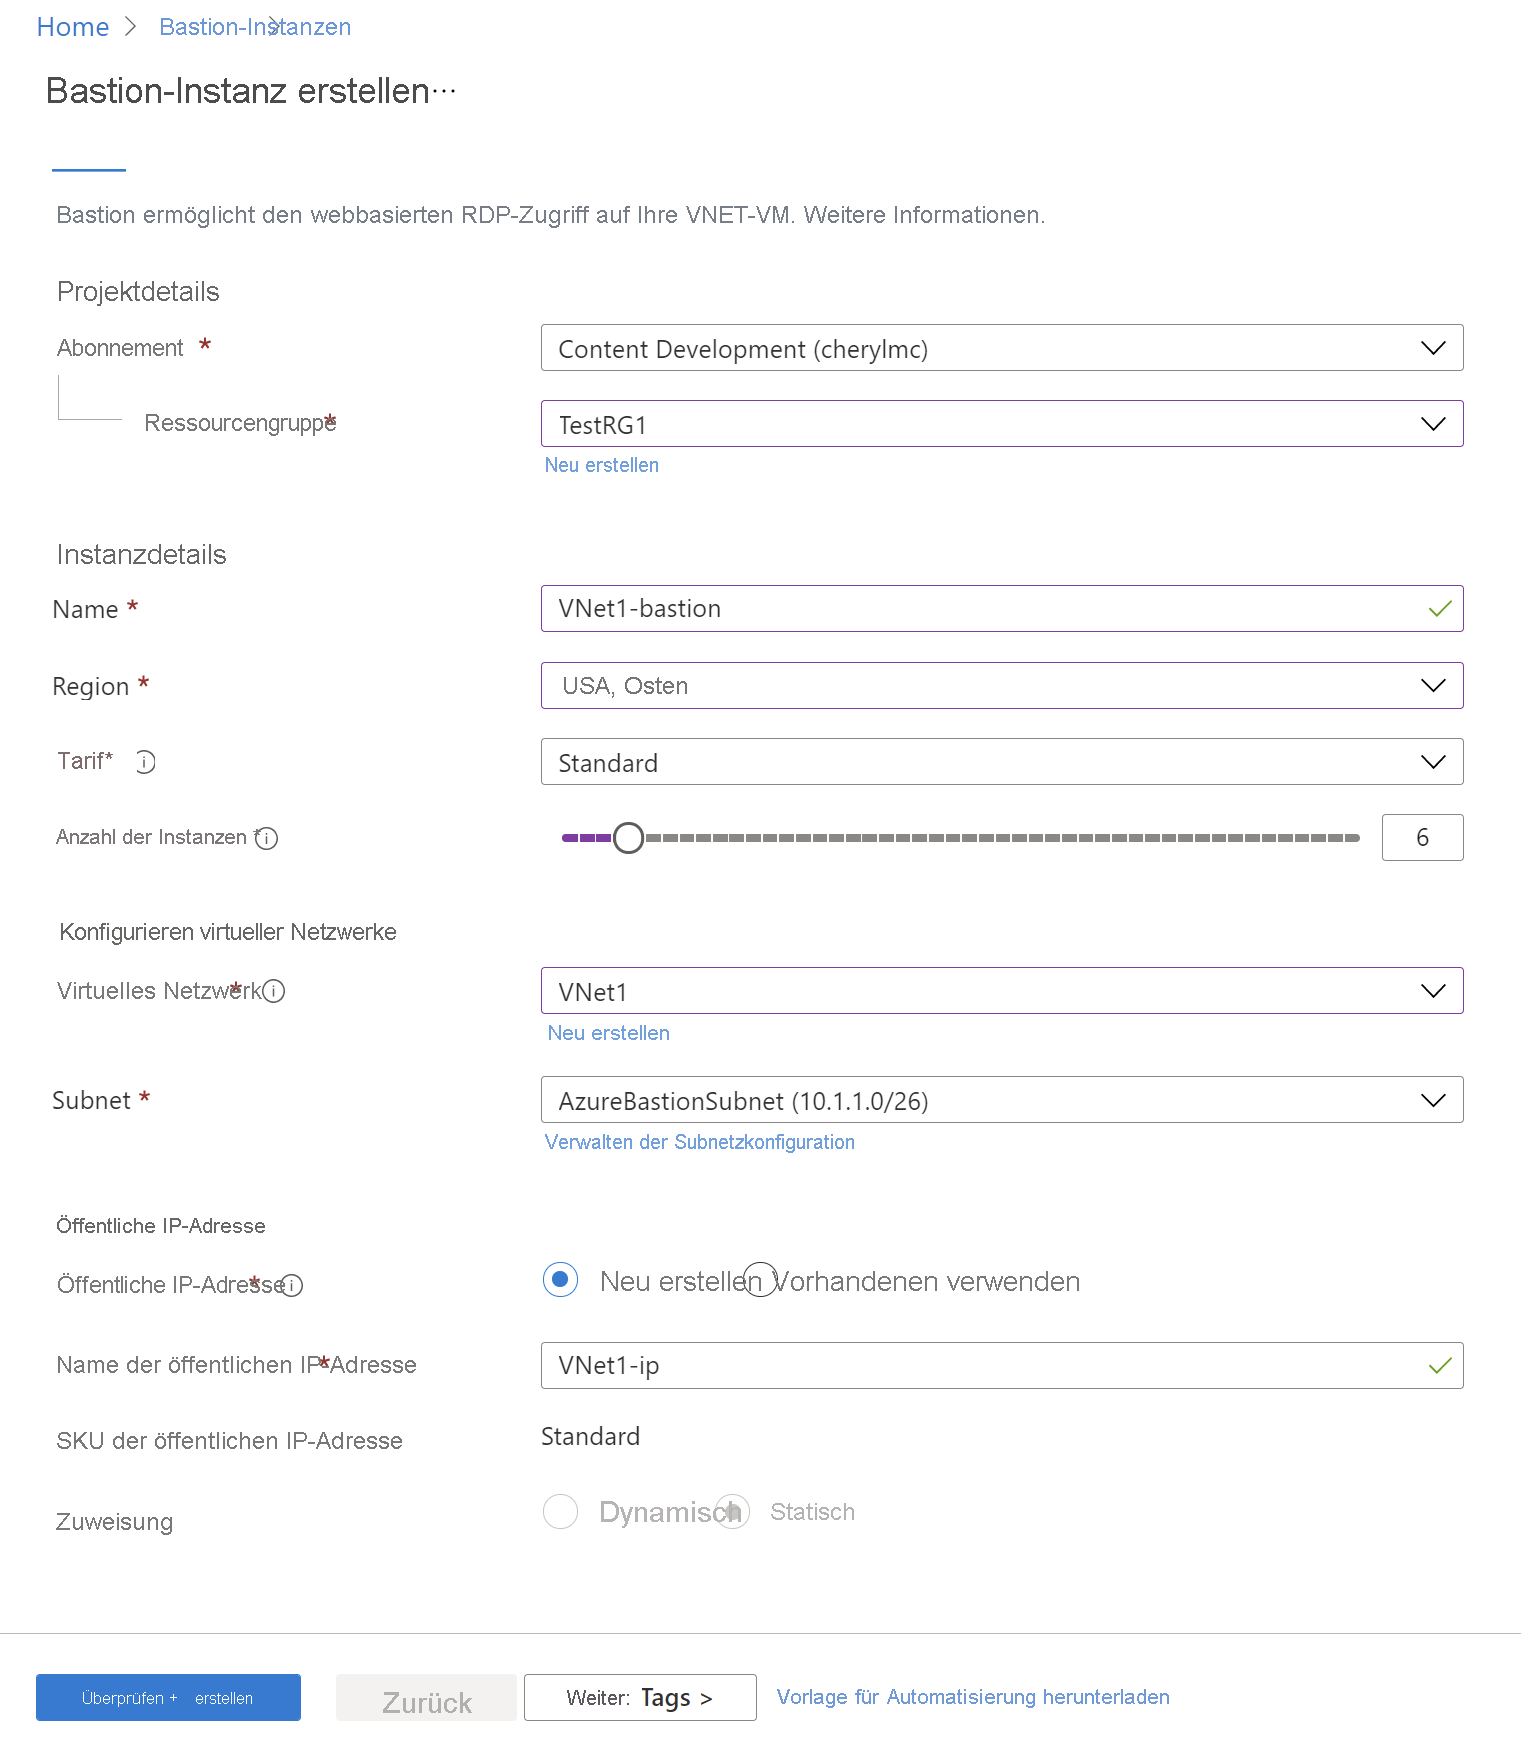 Home > Bastion-Instanzen >
Bastion-Instanz erstellen ···
Bastion ermöglicht den webbasierten RDP-Zugriff auf Ihre VNET-VM. Weitere Informationen.
Projektdetails
Abonnement * Content Development (cherylmc)
Ressourcengruppe * TestRG1
Neu erstellen
Instanzdetails
Name * VNet1-bastion
Region * USA, Osten
Tarif* Standard
Anzahl der Instanzen * 6
Konfigurieren virtueller Netzwerke
Virtuelles Netzwerk * VNet1
Neu erstellen
Subnet * AzureBastionSubnet (10.1.1.0/26)
Verwalten der Subnetzkonfiguration
Öffentliche IP-Adresse
Öffentliche IP-Adresse * Neu erstellen Vorhandenen verwenden
Name der öffentlichen IP-Adresse * VNet1-ip
SKU der öffentlichen IP-Adresse Standard
Zuweisung Dynamisch Statisch
Überprüfen + erstellen Zurück Weiter: Tags > Vorlage für Automatisierung herunterladen